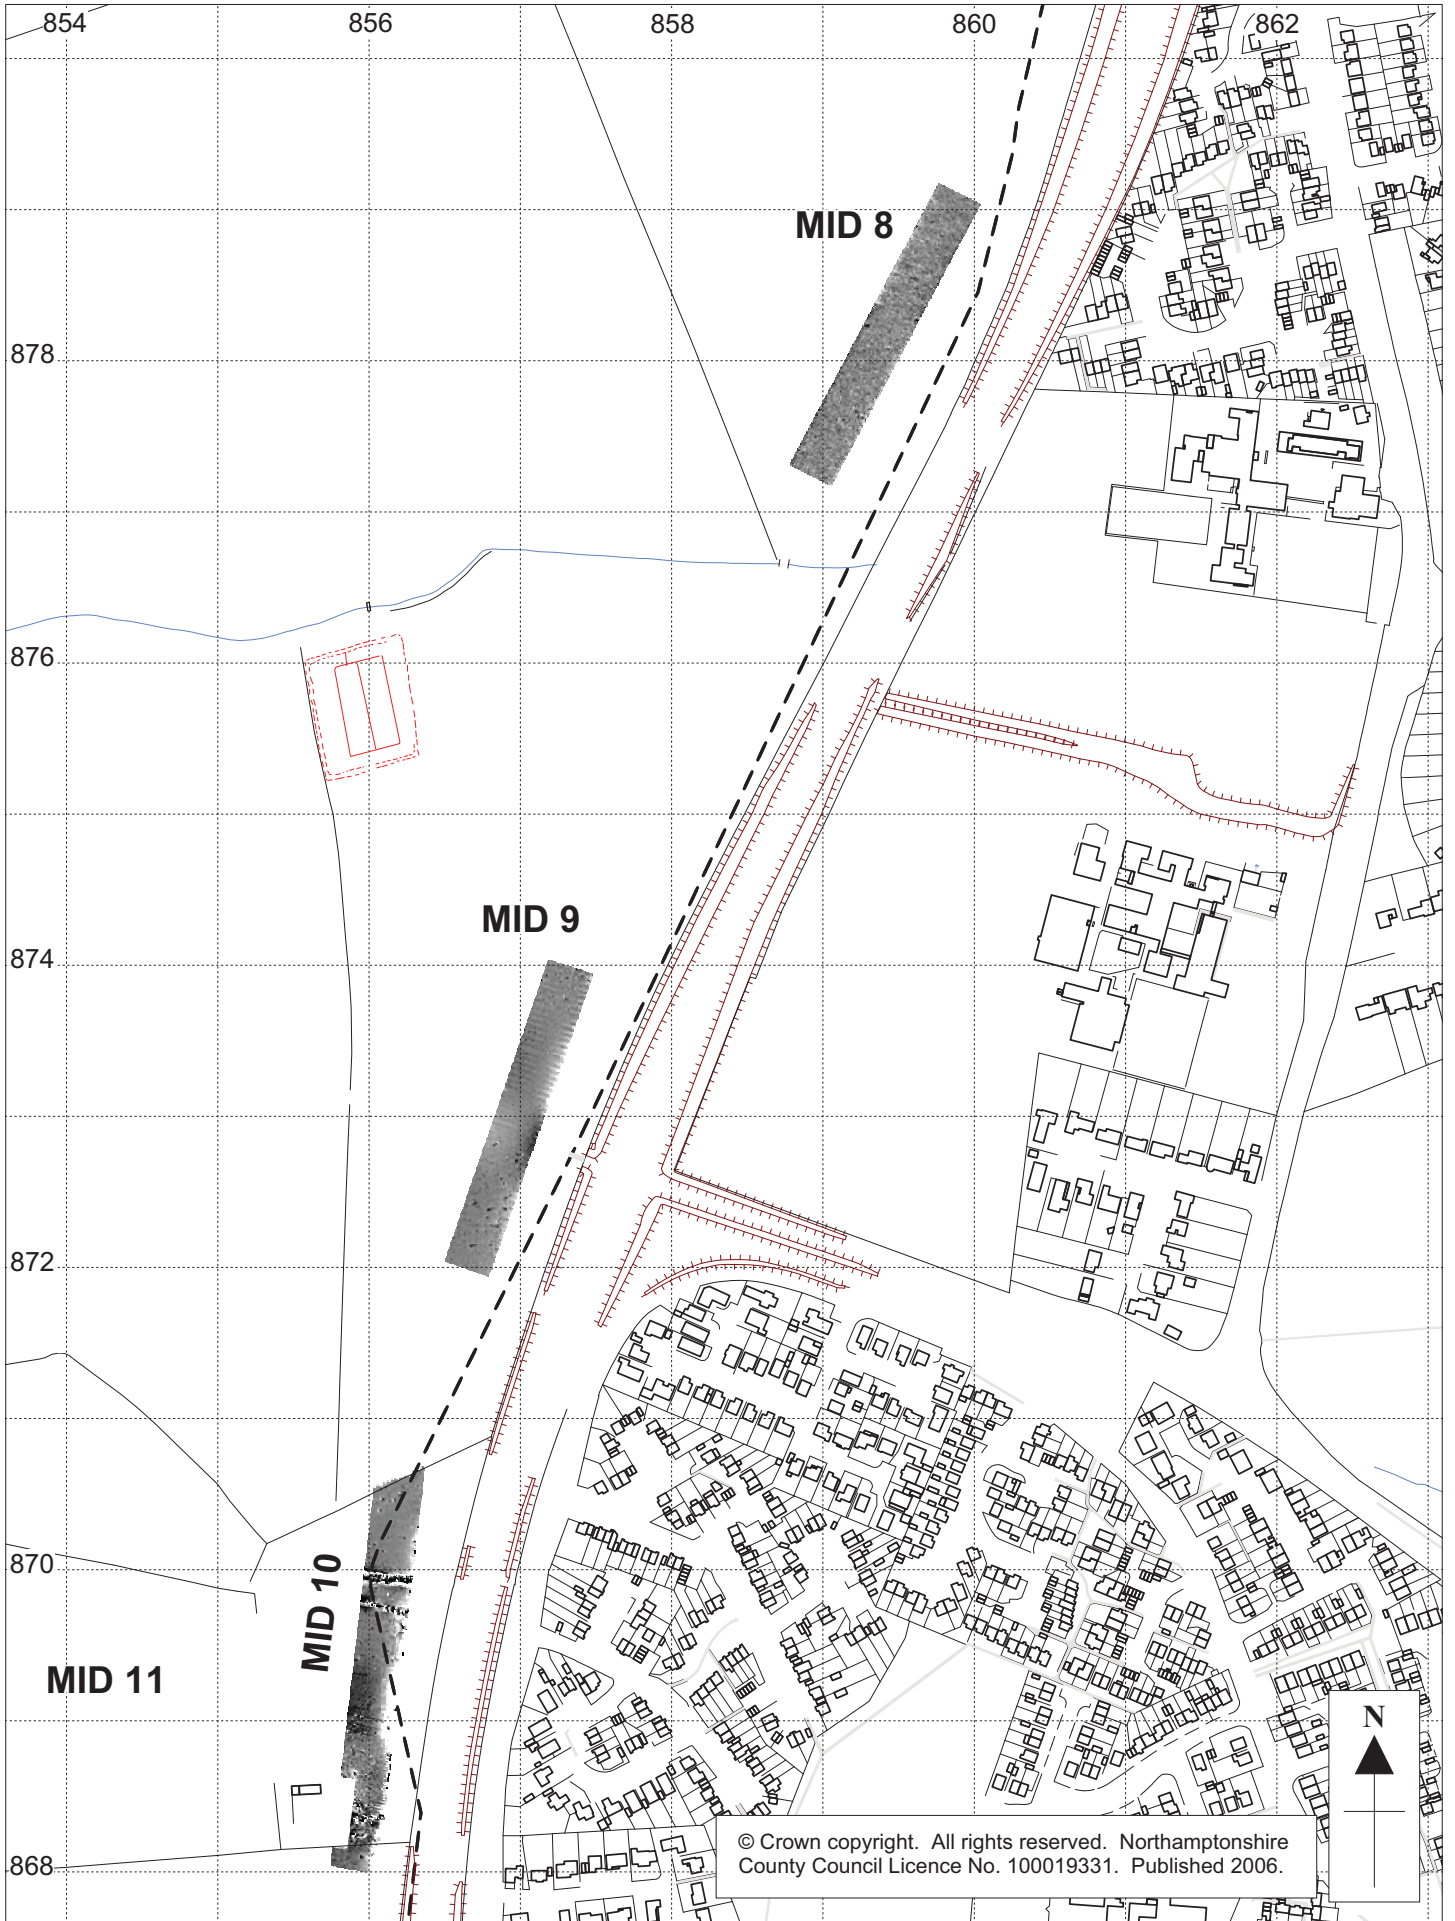 854 856 858 860 862
MID 8
878
876
MID 9
874
872
870
MID 10
MID 11
N
© Crown copyright. All rights reserved. Northamptonshire
County Council Licence No. 100019331. Published 2006.
868